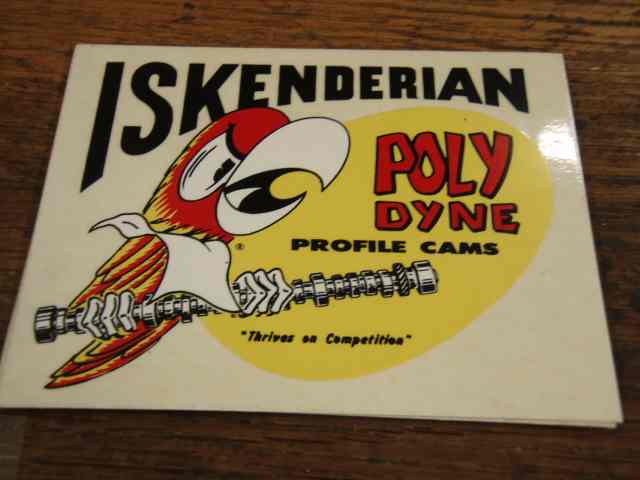 ISKENDERIAN
POLY
DYNE
PROFILE CAMS
®
"Thrives on Competition"